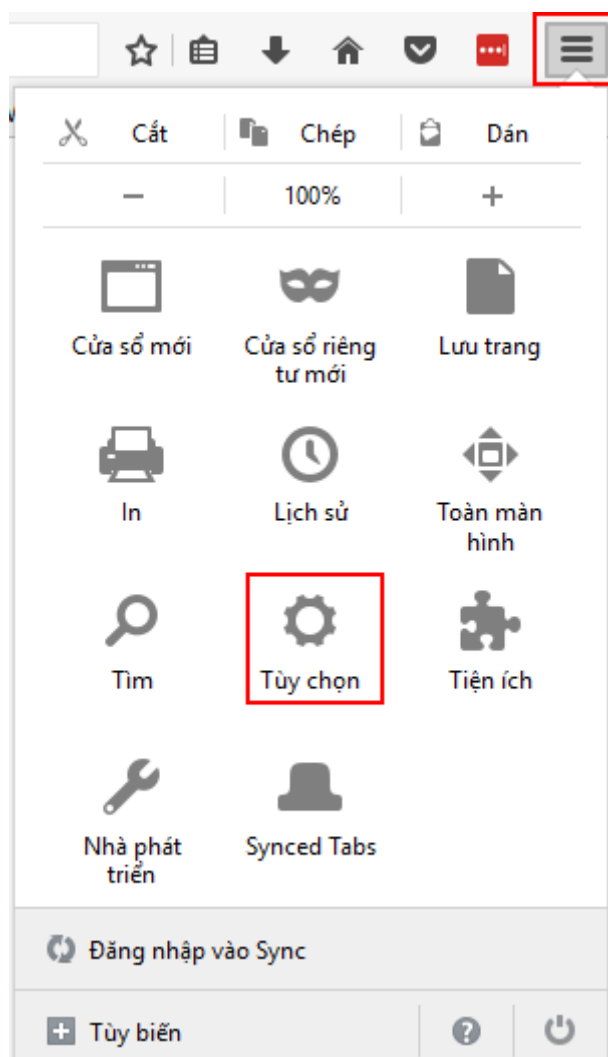 Cắt Chép Dán
− 100% +
Cửa sổ mới Cửa sổ riêng Lưu trang
tư mới
In Lịch sử Toàn màn
hình
Tìm Tùy chọn Tiện ích
Nhà phát Synced Tabs
triển
Đăng nhập vào Sync
Tùy biến